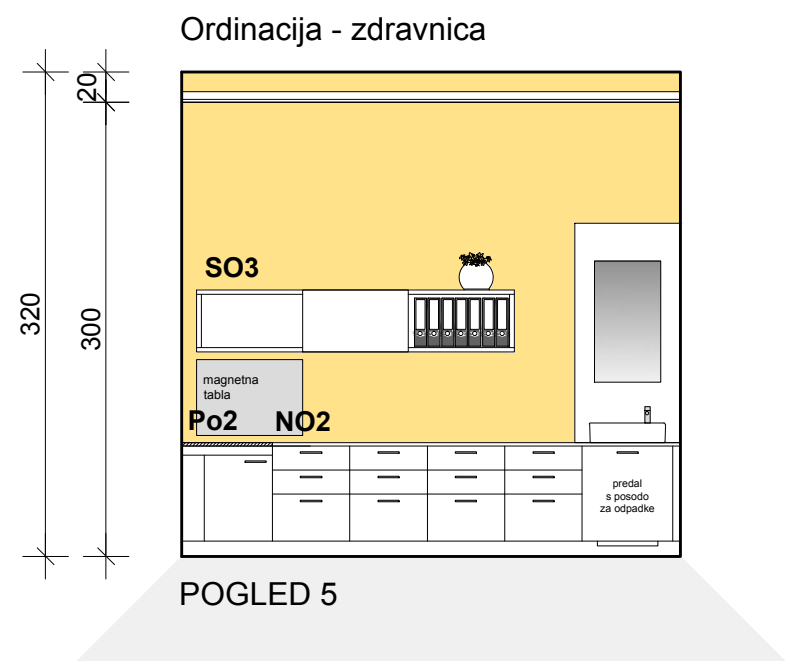 Ordinacija - zdravnica
20
320
300
SO3
magnetna
tabla
Po2
NO2
predal
s posodo
za odpadke
POGLED 5